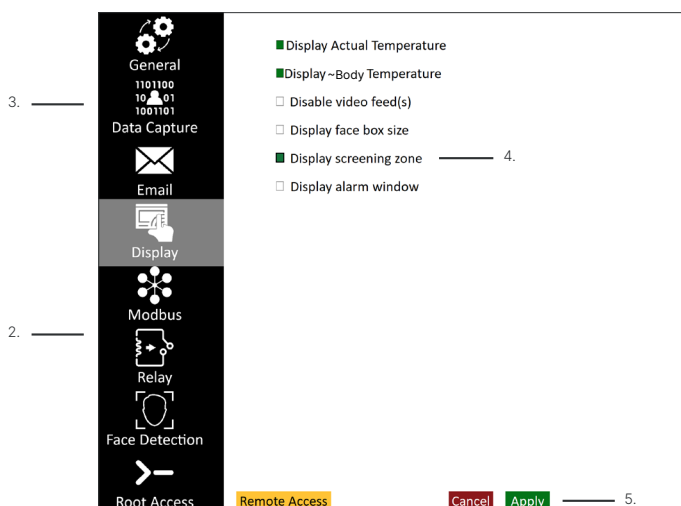 General
1101100
10 01
1001101
3.
Data Capture
Email
Display
Modbus
2.
Relay
Face Detection
Root Access
Display Actual Temperature
Display ~Body Temperature
Disable video feed(s)
Display face box size
Display screening zone 4.
Display alarm window
Remote Access
Cancel Apply 5.